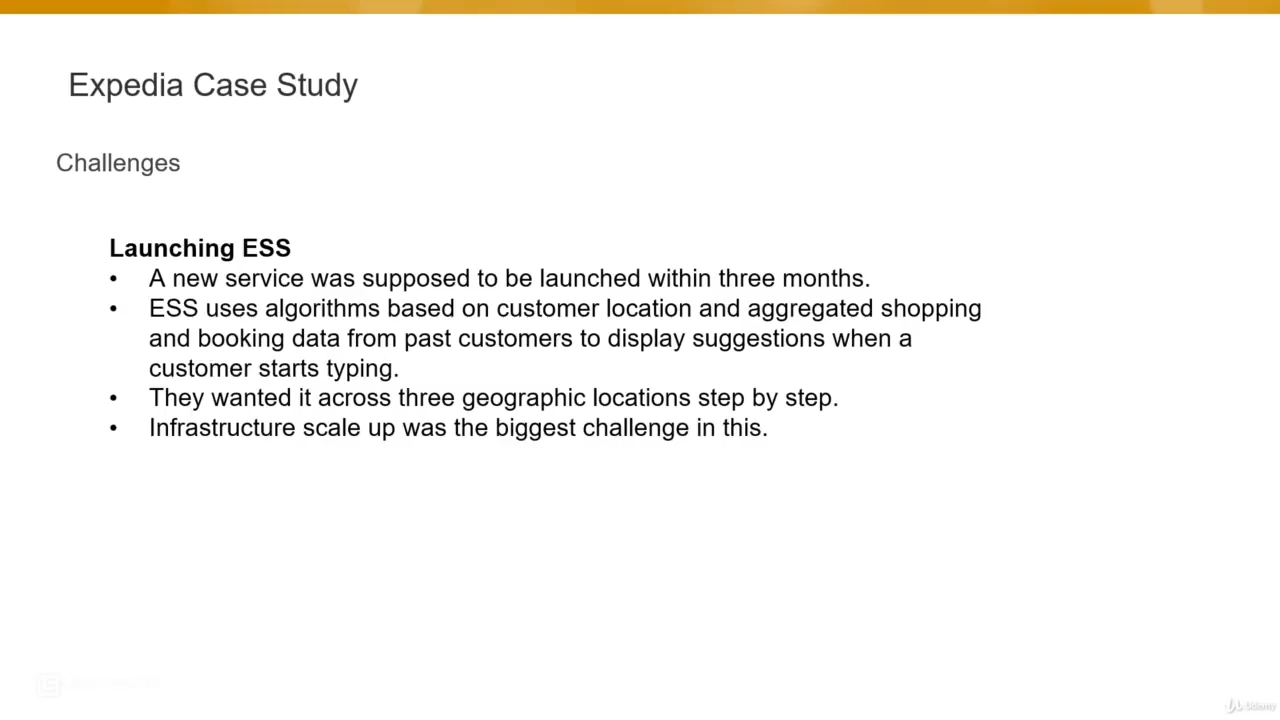 Expedia Case Study
Challenges
Launching ESS
• A new service was supposed to be launched within three months.
• ESS uses algorithms based on customer location and aggregated shopping
and booking data from past customers to display suggestions when a
customer starts typing.
• They wanted it across three geographic locations step by step.
• Infrastructure scale up was the biggest challenge in this.
Udemy